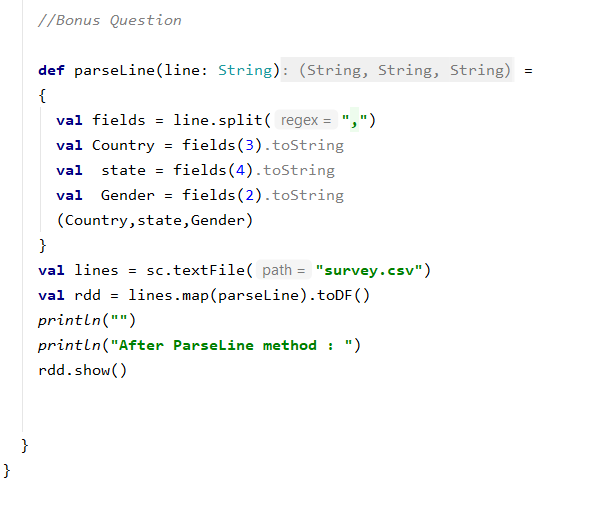 //Bonus Question
def parseLine(line: String): (String, String, String) =
{
val fields = line.split( regex = ",")
val Country = fields(3).toString
val  state = fields(4).toString
val  Gender = fields(2).toString
(Country,state,Gender)
}
val lines = sc.textFile( path = "survey.csv")
val rdd = lines.map(parseLine).toDF()
println("")
println("After ParseLine method : ")
rdd.show()
}
}